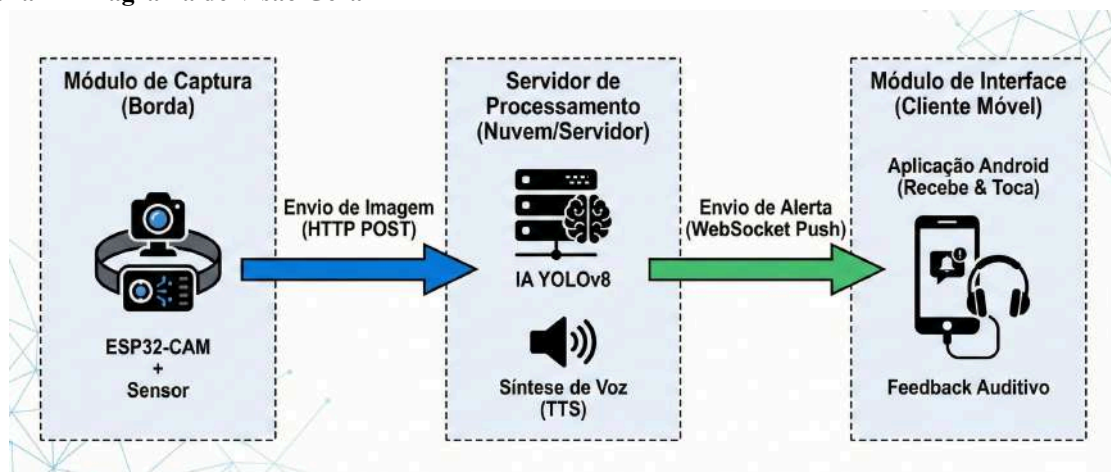 Módulo de Captura
(Borda)
ESP32-CAM
+
Sensor
Envio de Imagem
(HTTP POST)
Servidor de
Processamento
(Nuvem/Servidor)
IA YOLOv8
Síntese de Voz
(TTS)
Envio de Alerta
(WebSocket Push)
Módulo de Interface
(Cliente Móvel)
Aplicação Android
(Recebe & Toca)
Feedback Auditivo